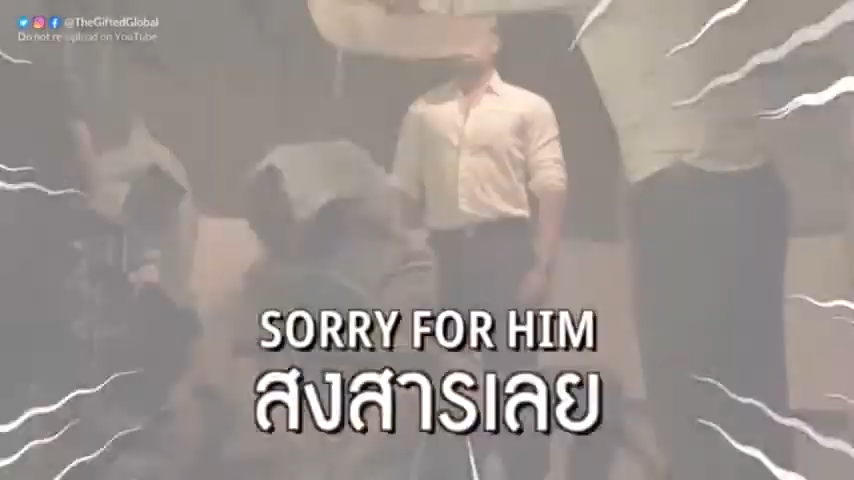 @TheGiftedGlobal
Do not re-upload on YouTube
SORRY FOR HIM
สงสารเลย